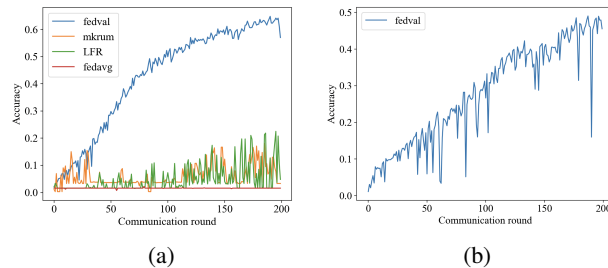 fedval
mkrum
LFR
fedavg
0.6
0.5
0.4
0.3
0.2
0.1
0.0
Accuracy
0 50 100 150 200
Communication round
(a)
fedval
0.5
0.4
0.3
0.2
0.1
0.0
Accuracy
0 50 100 150 200
Communication round
(b)